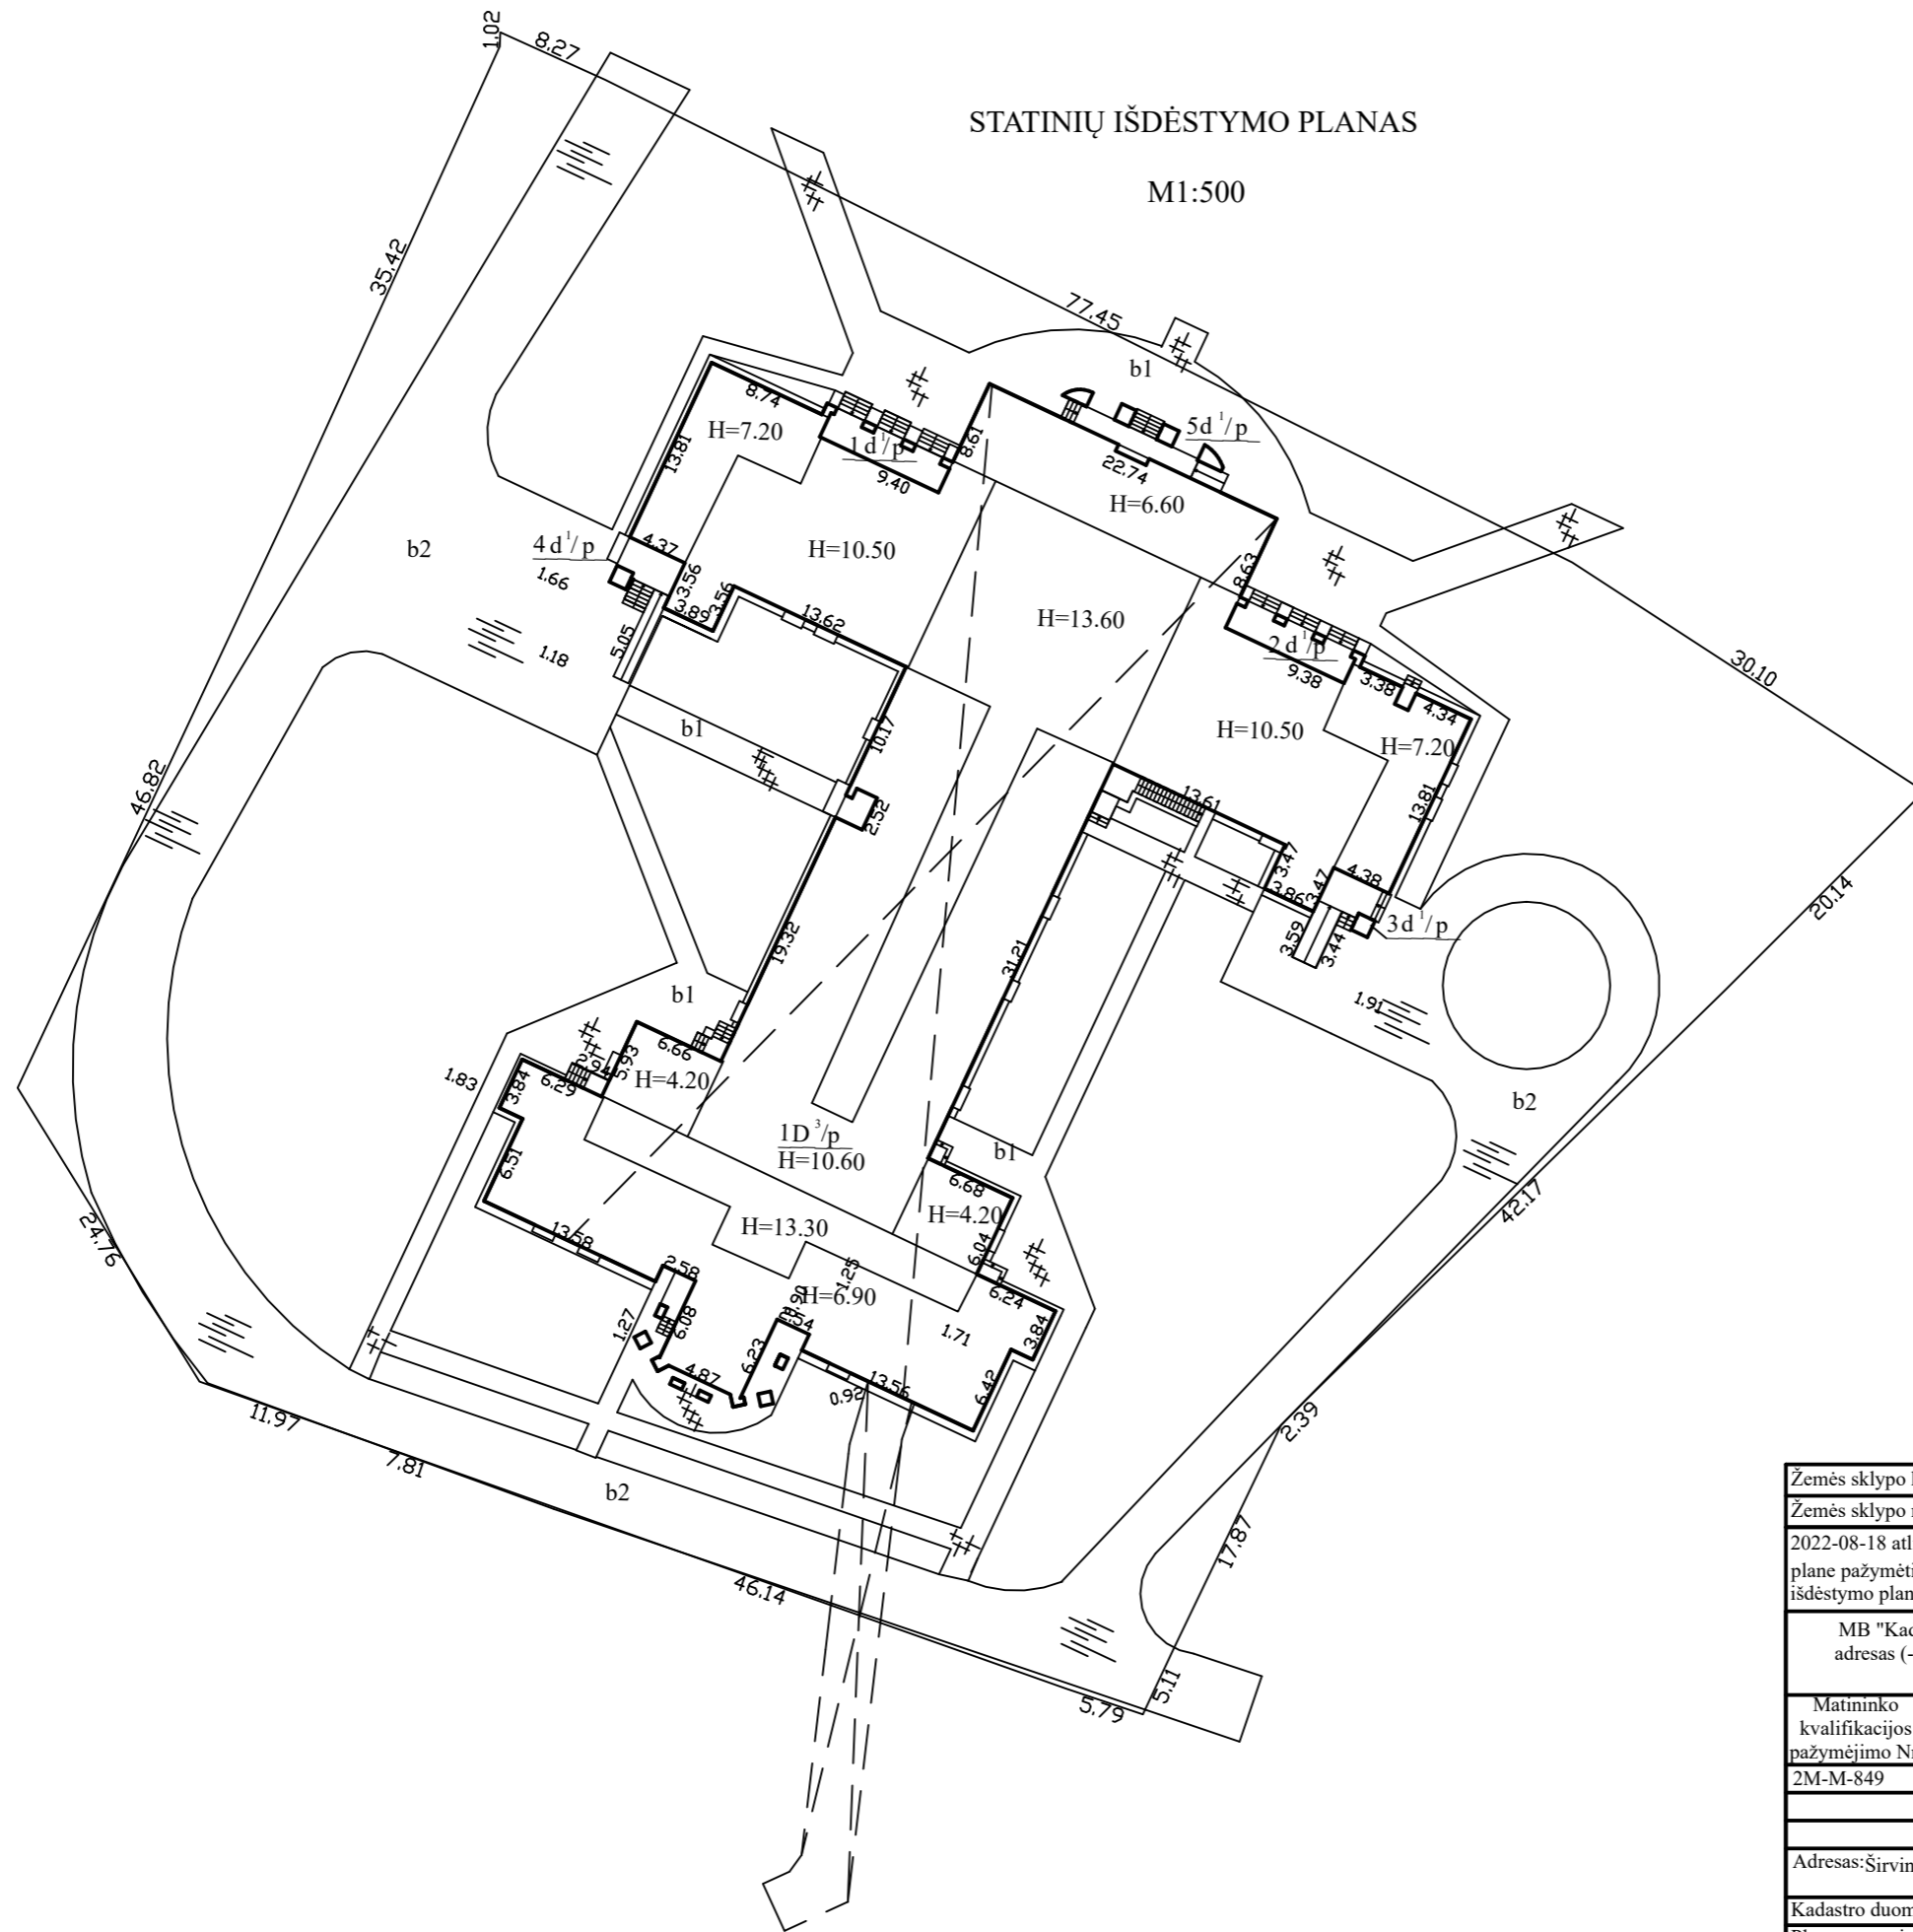 1.02
8.27
STATINIŲ IŠDĖSTYMO PLANAS
M1:500
35.42
77.45
b1
8.74
H=7.20
13.81
1d¹/p
9.40
8.61
5d¹/p
22.74
H=6.60
b2
4d¹/p
1.66
4.37
3.56
3.89
3.56
13.62
H=10.50
8.63
H=13.60
2d¹/p
9.38
3.38
4.34
30.10
1.18
5.05
b1
10.17
H=10.50
H=7.20
46.82
2.52
13.61
13.81
3.47
3.86
3.47
4.38
20.14
3d¹/p
3.59
3.44
19.32
31.21
b1
1.91
6.66
5.93
2.94
6.29
3.84
1.83
H=4.20
b2
1D³/p
H=10.60
b1
6.51
6.68
H=4.20
42.17
24.76
13.58
H=13.30
6.04
2.58
1.25
H=6.90
6.24
1.27
6.08
2.54
1.71
3.84
6.23
4.87
0.92
13.56
6.42
11.97
7.81
b2
2.39
17.87
46.14
5.11
5.79
Žemės sklypo
Žemės sklypo
2022-08-18 atl
plane pažymėti
išdėstymo plan
MB "Kad
adresas (-
Matininko
kvalifikacijos
pažymėjimo Nr
2M-M-849
Adresas:Širvin
Kadastro duom